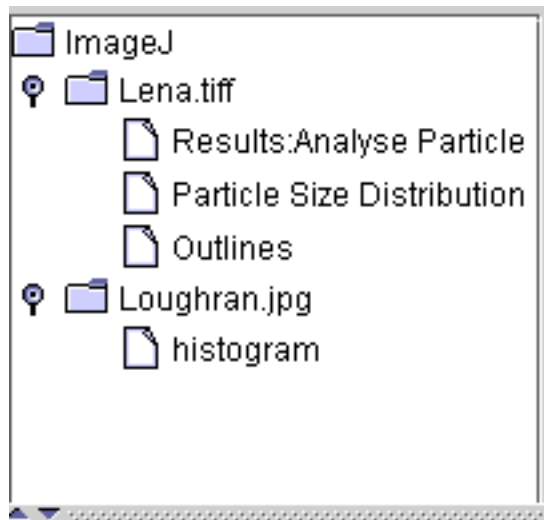 ImageJ
Lena.tiff
Results:Analyse Particle
Particle Size Distribution
Outlines
Loughran.jpg
histogram